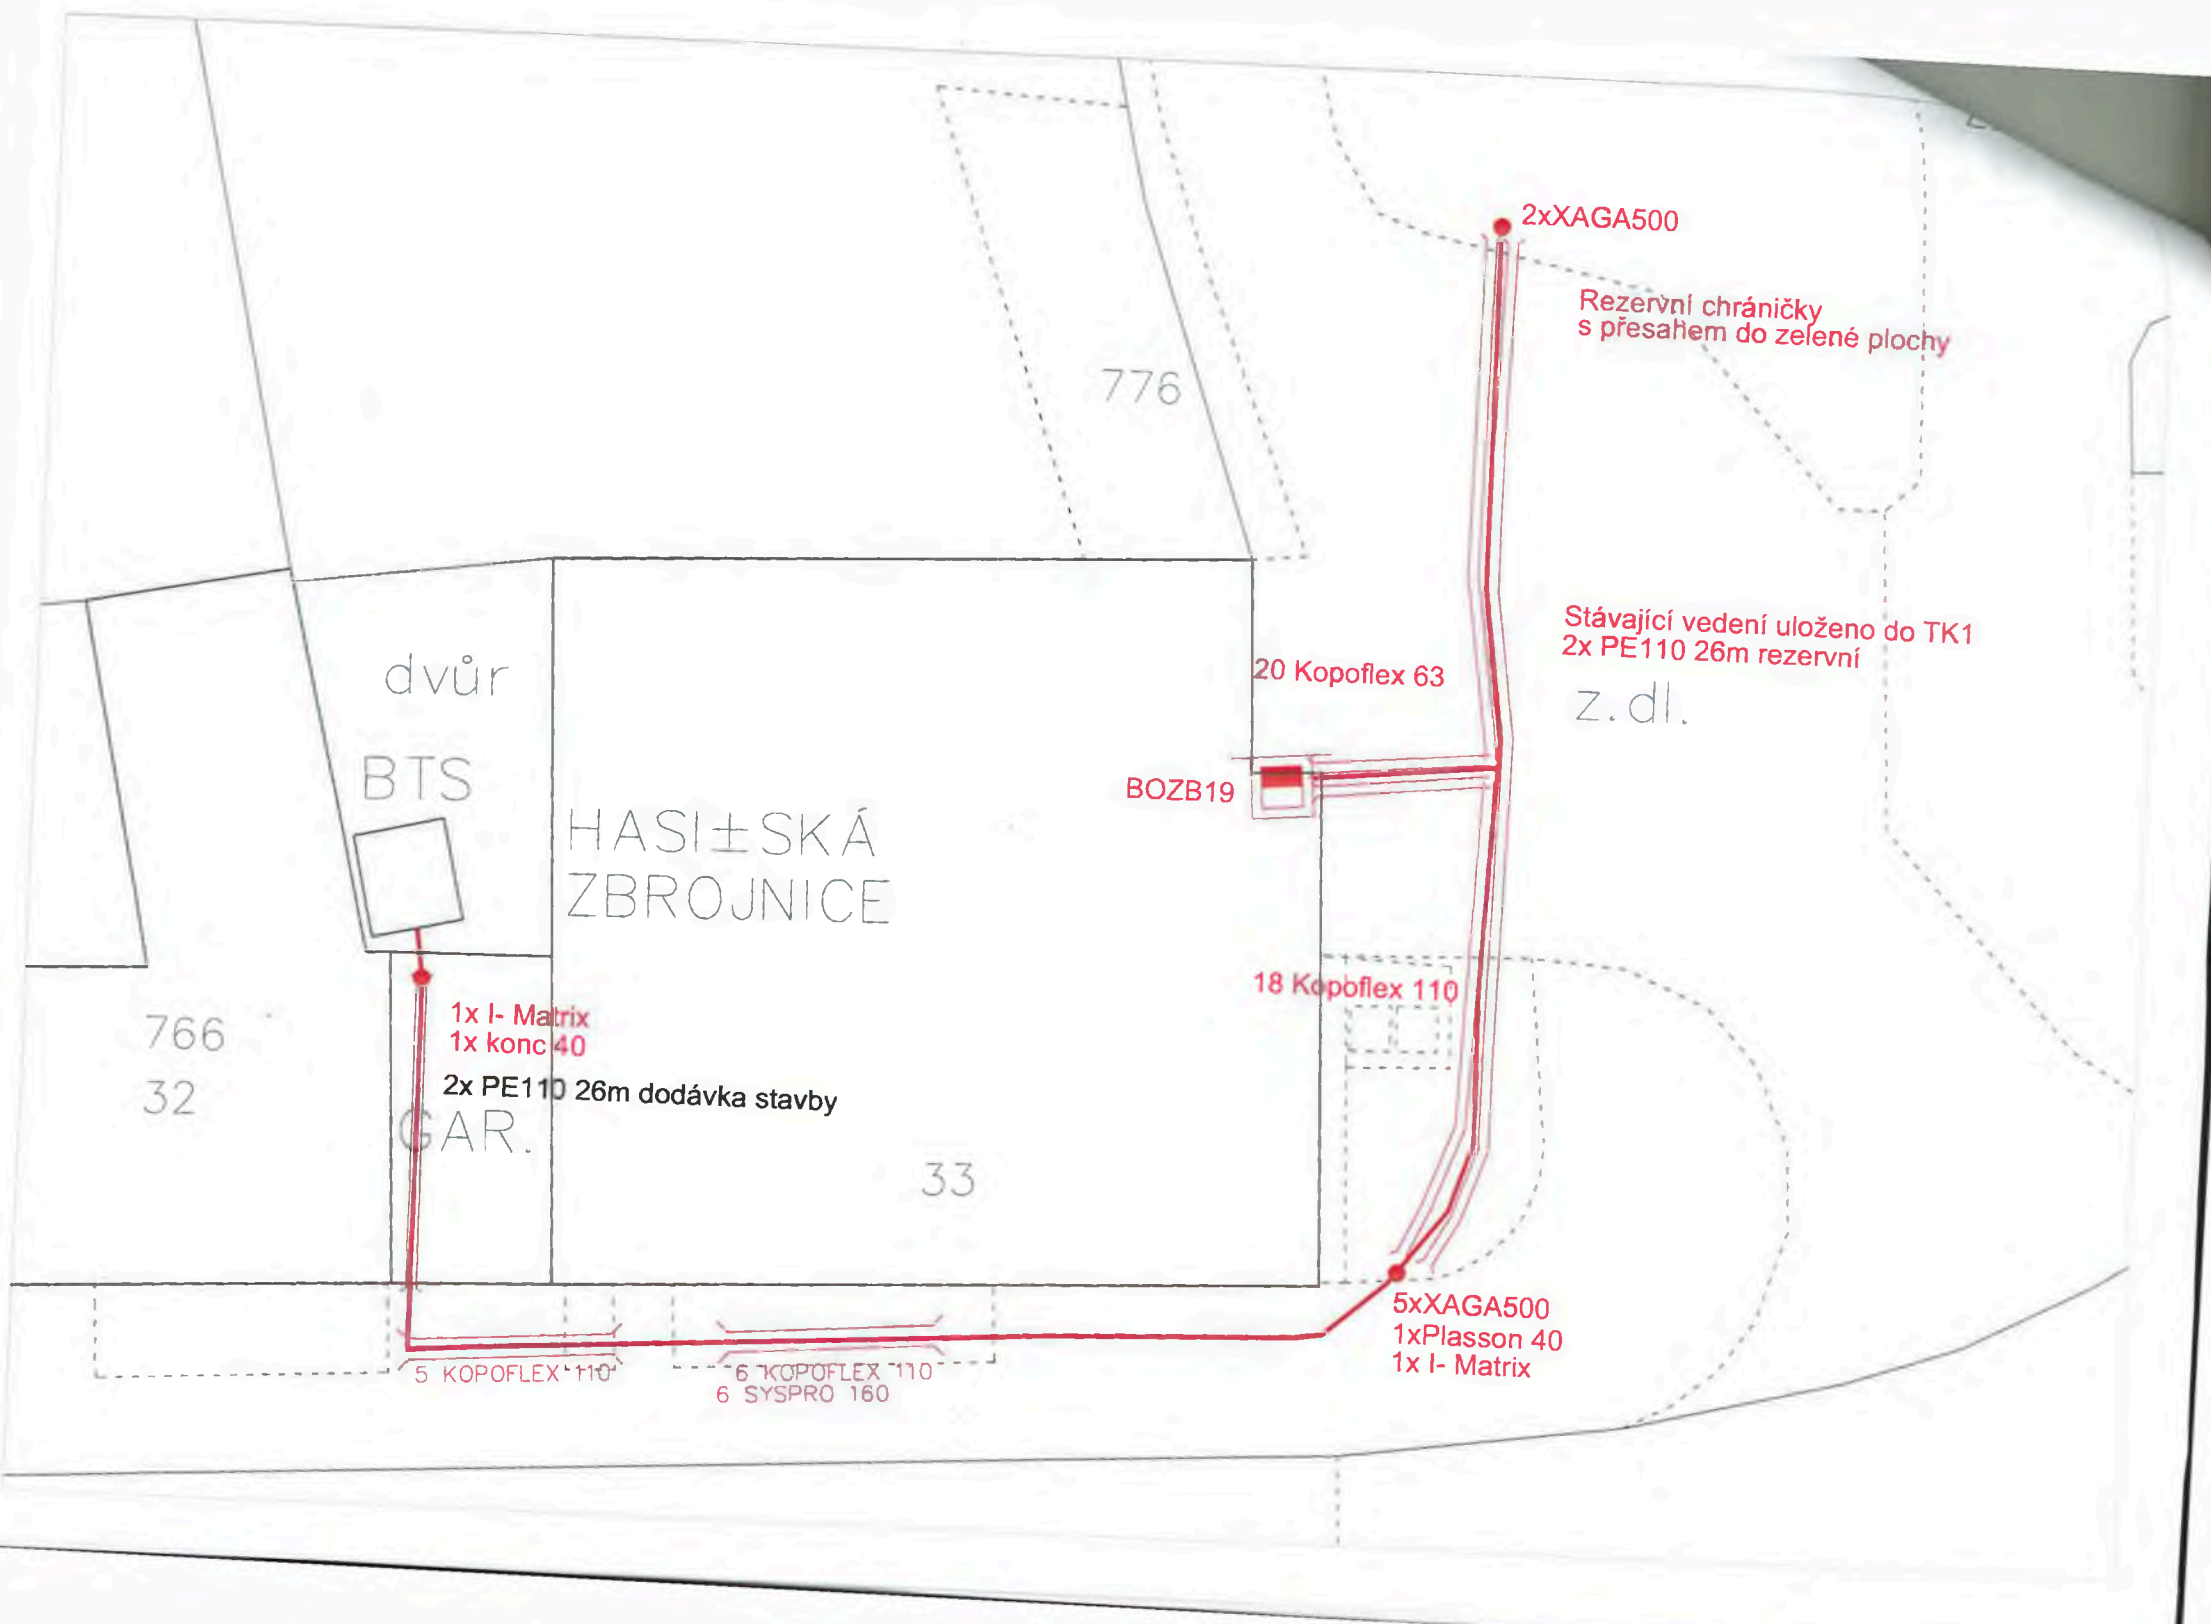 2xXAGA500
Rezervní chráničky
s přesahem do zelené plochy
776
Stávající vedení uloženo do TK1
2x PE110 26m rezervní
z.dl.
20 Kopoflex 63
dvůr
BTS
BOZB19
HASI±SKÁ
ZBROJNICE
18 Kopoflex 110
1x I- Matrix
1x konc 40
766
32
2x PE110 26m dodávka stavby
GAR.
33
5xXAGA500
1xPlasson 40
1x I- Matrix
5 KOPOFLEX 110
6 KOPOFLEX 110
6 SYSPRO 160